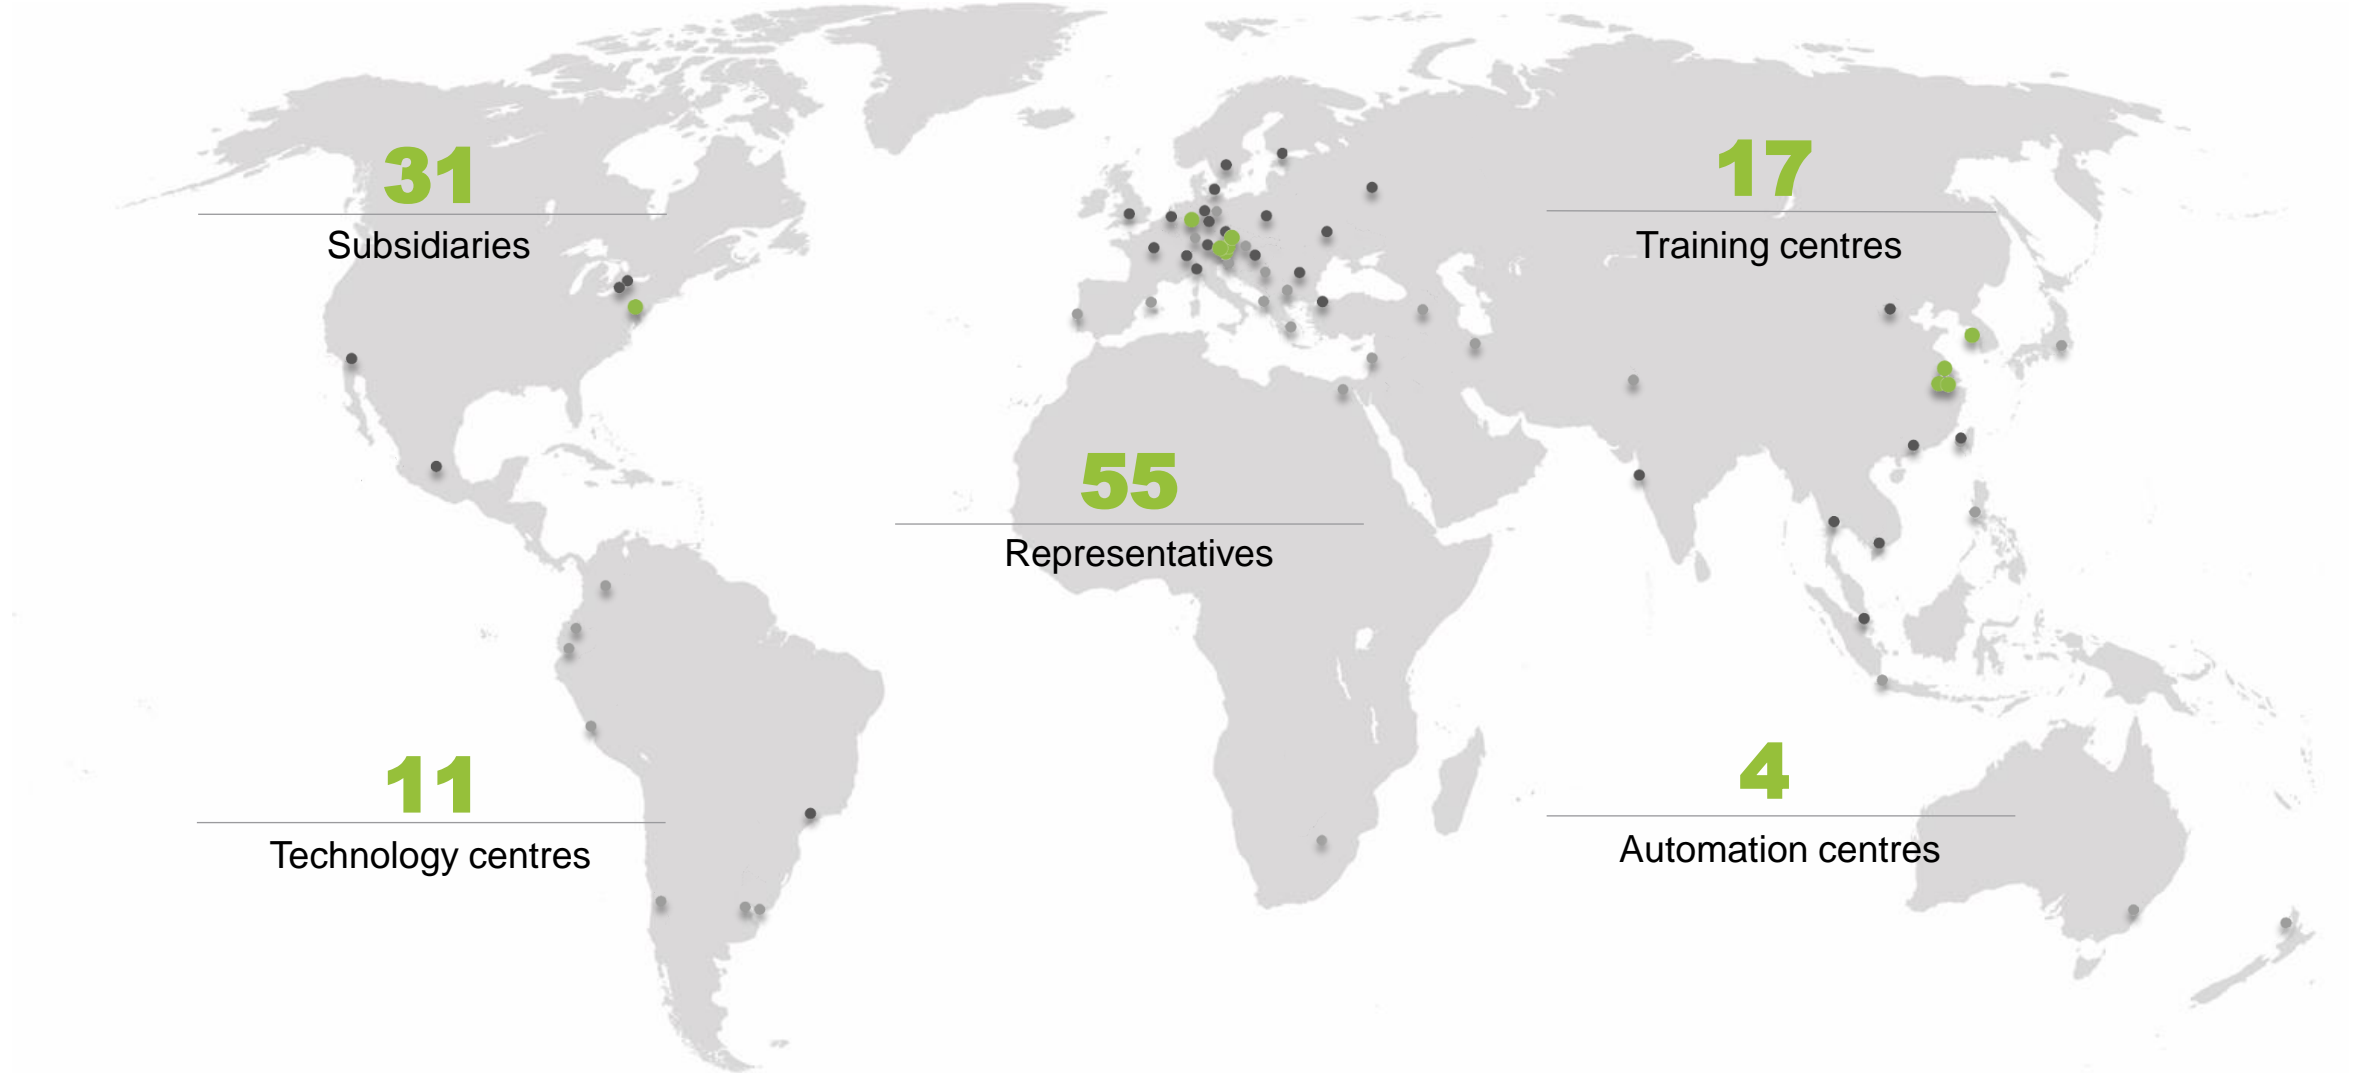 31
Subsidiaries
17
Training centres
55
Representatives
11
Technology centres
4
Automation centres